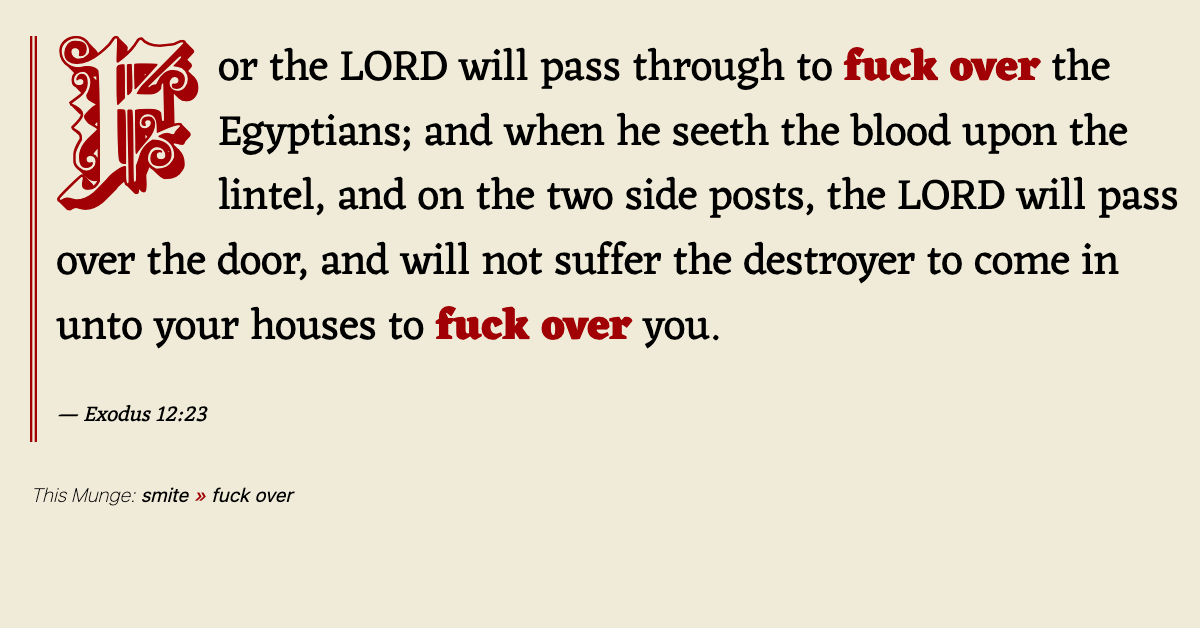 For the LORD will pass through to fuck over the
Egyptians; and when he seeth the blood upon the
lintel, and on the two side posts, the LORD will pass
over the door, and will not suffer the destroyer to come in
unto your houses to fuck over you.
— Exodus 12:23
This Munge: smite » fuck over